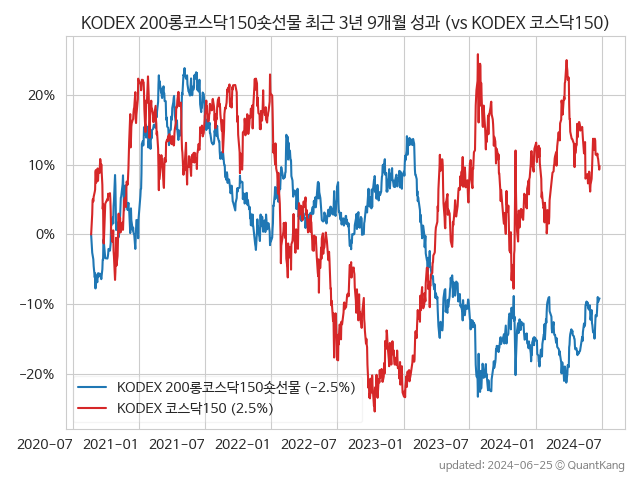 KODEX 200롱코스닥150숏선물 최근 3년 9개월 성과 (vs KODEX 코스닥150)
20%
10%
0%
−10%
−20%
KODEX 200롱코스닥150숏선물 (−2.5%)
KODEX 코스닥150 (2.5%)
2020-07 2021-01 2021-07 2022-01 2022-07 2023-01 2023-07 2024-01 2024-07
updated: 2024-06-25 ⓒ QuantKang